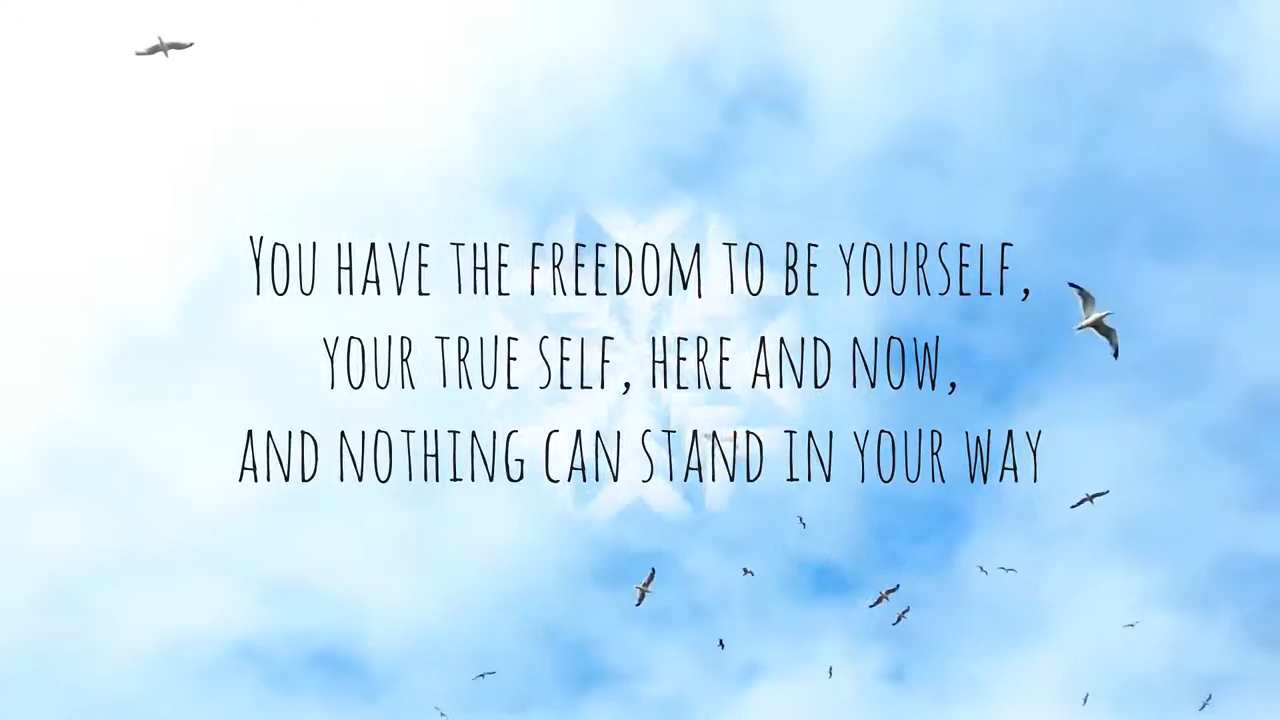 You have the freedom to be yourself,
your true self, here and now,
and nothing can stand in your way